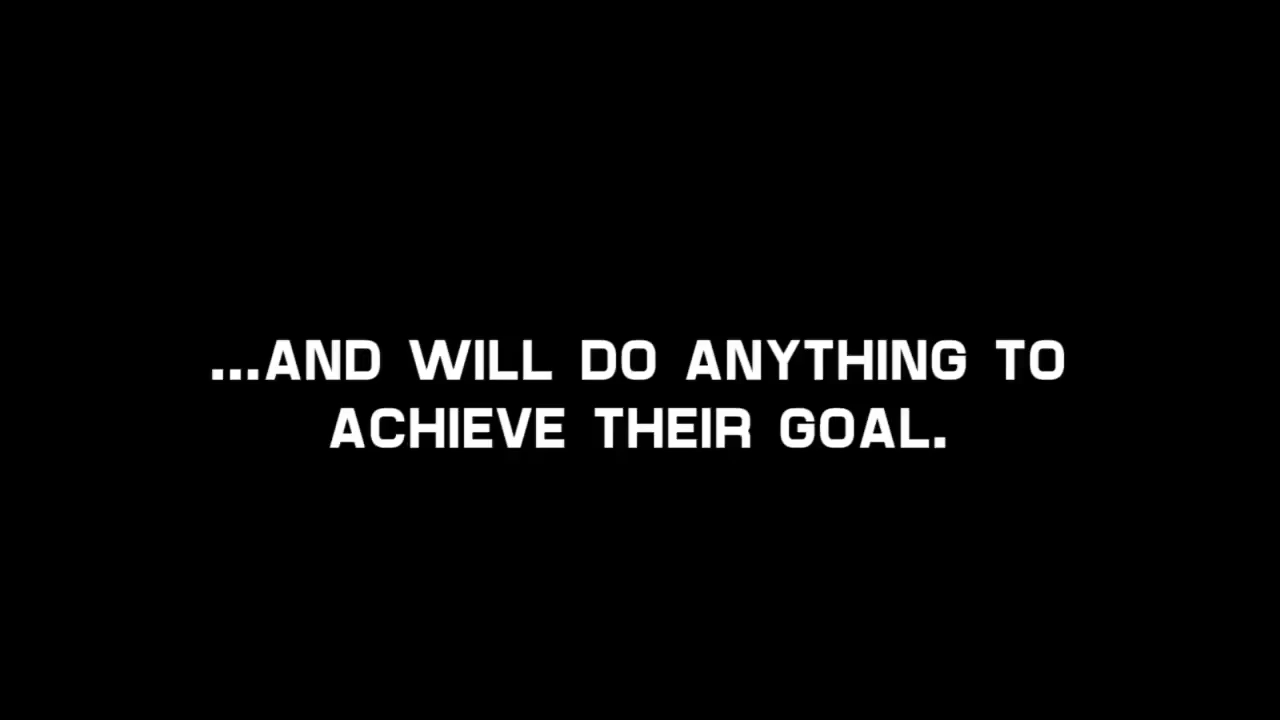 ...AND WILL DO ANYTHING TO
ACHIEVE THEIR GOAL.